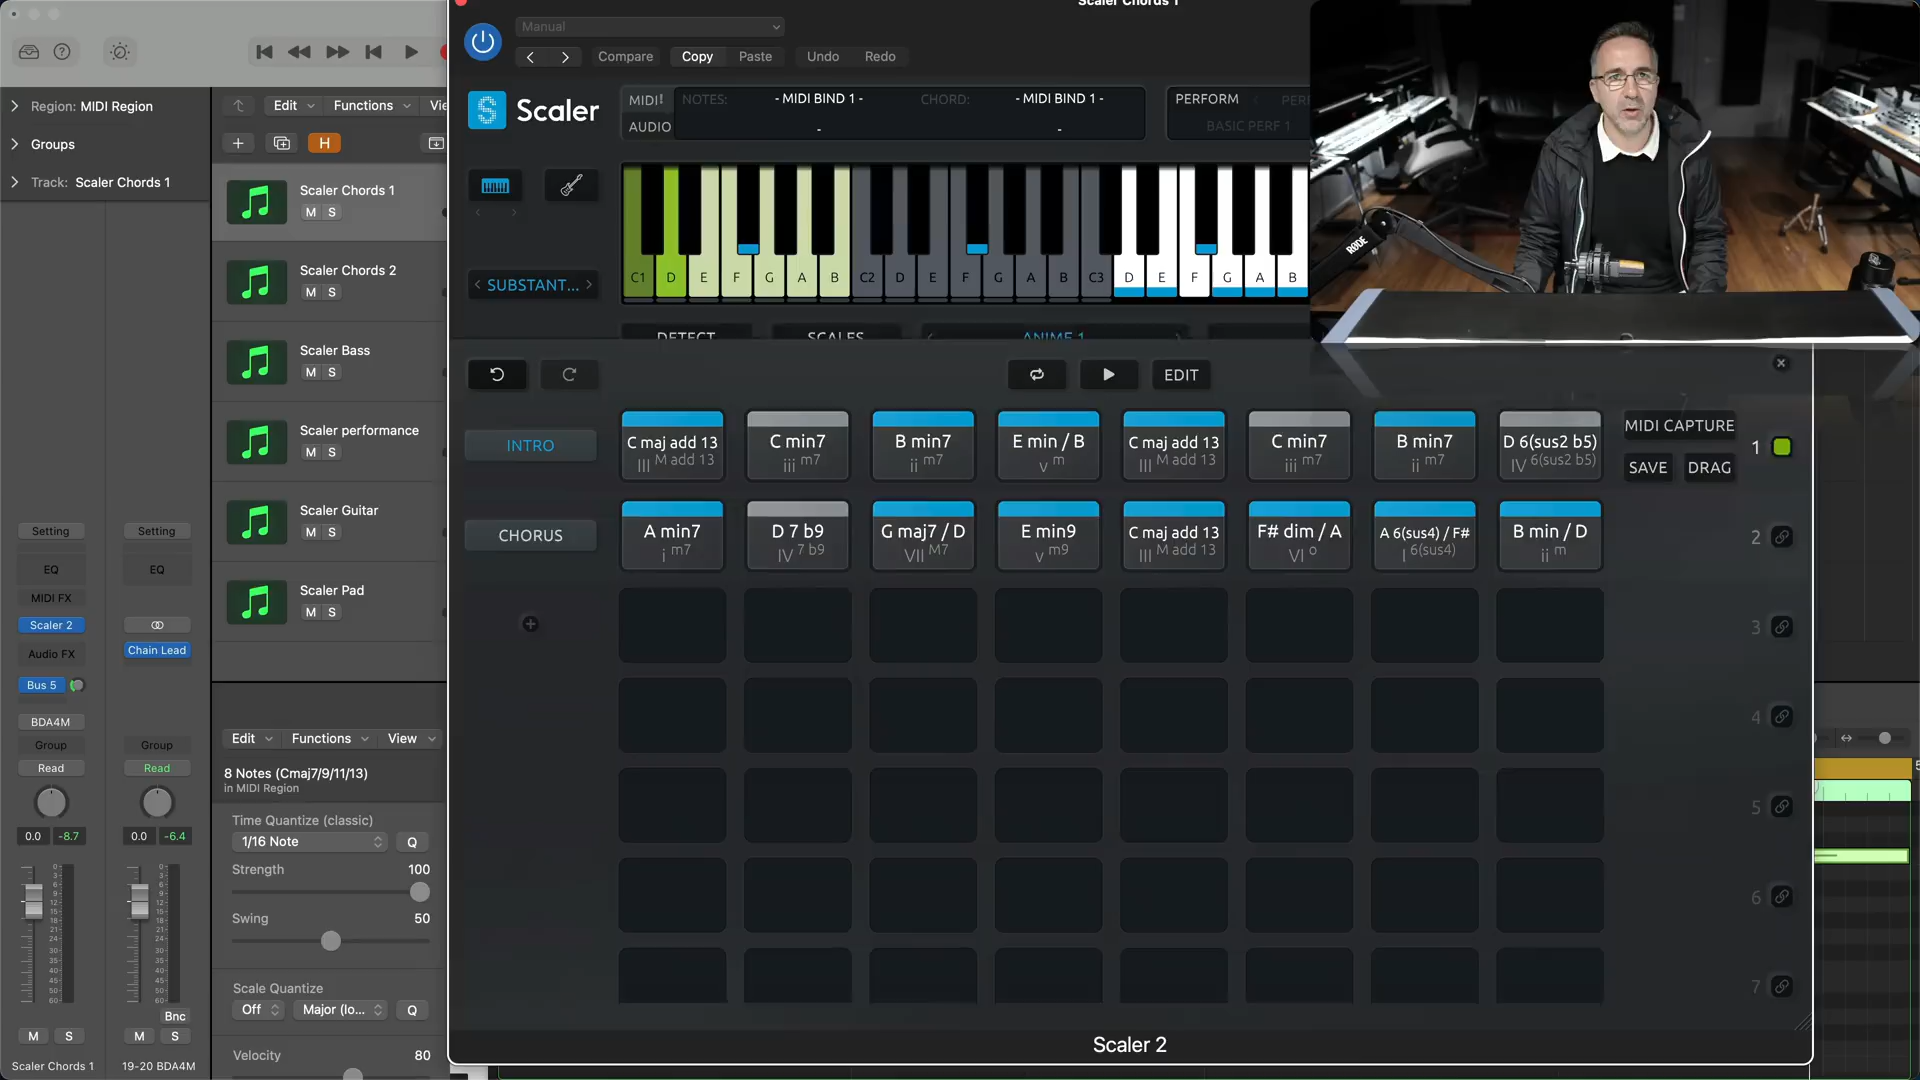 Scaler Chords 1
Manual
Compare
Copy
Paste
Undo
Redo
Region: MIDI Region
Groups
Track: Scaler Chords 1
Edit
Functions
H
Scaler
MIDI
AUDIO
NOTES:
- MIDI BIND 1 -
-
CHORD:
- MIDI BIND 1 -
-
PERFORM
BASIC PERF 1
SUBSTANT...
C1 D E F G A B C2 D E F G A B C3 D E F G A B
DETECT
SCALES
ANIME 1
Scaler Chords 1
M S
Scaler Chords 2
M S
Scaler Bass
M S
Scaler performance
M S
Scaler Guitar
M S
Scaler Pad
M S
RØDE
EDIT
INTRO
C maj add 13
III M add 13
C min7
iii m7
B min7
ii m7
E min / B
v m
C maj add 13
III M add 13
C min7
iii m7
B min7
ii m7
D 6(sus2 b5)
IV 6(sus2 b5)
MIDI CAPTURE
SAVE
DRAG
1
CHORUS
A min7
i m7
D 7 b9
IV 7 b9
G maj7 / D
VII M7
E min9
v m9
C maj add 13
III M add 13
F# dim / A
VI o
A 6(sus4) / F#
I 6(sus4)
B min / D
ii m
2
3
4
5
6
7
Scaler 2
Setting
EQ
MIDI FX
Scaler 2
Audio FX
Bus 5
BDA4M
Group
Read
0.0
-8.7
M S
Scaler Chords 1
Setting
EQ
Chain Lead
Group
Read
0.0
-6.4
Bnc
M S
19-20 BDA4M
Edit
Functions
View
8 Notes (Cmaj7/9/11/13)
in MIDI Region
Time Quantize (classic)
1/16 Note
Q
Strength
100
Swing
50
Scale Quantize
Off
Major (lo...
Q
Velocity
80